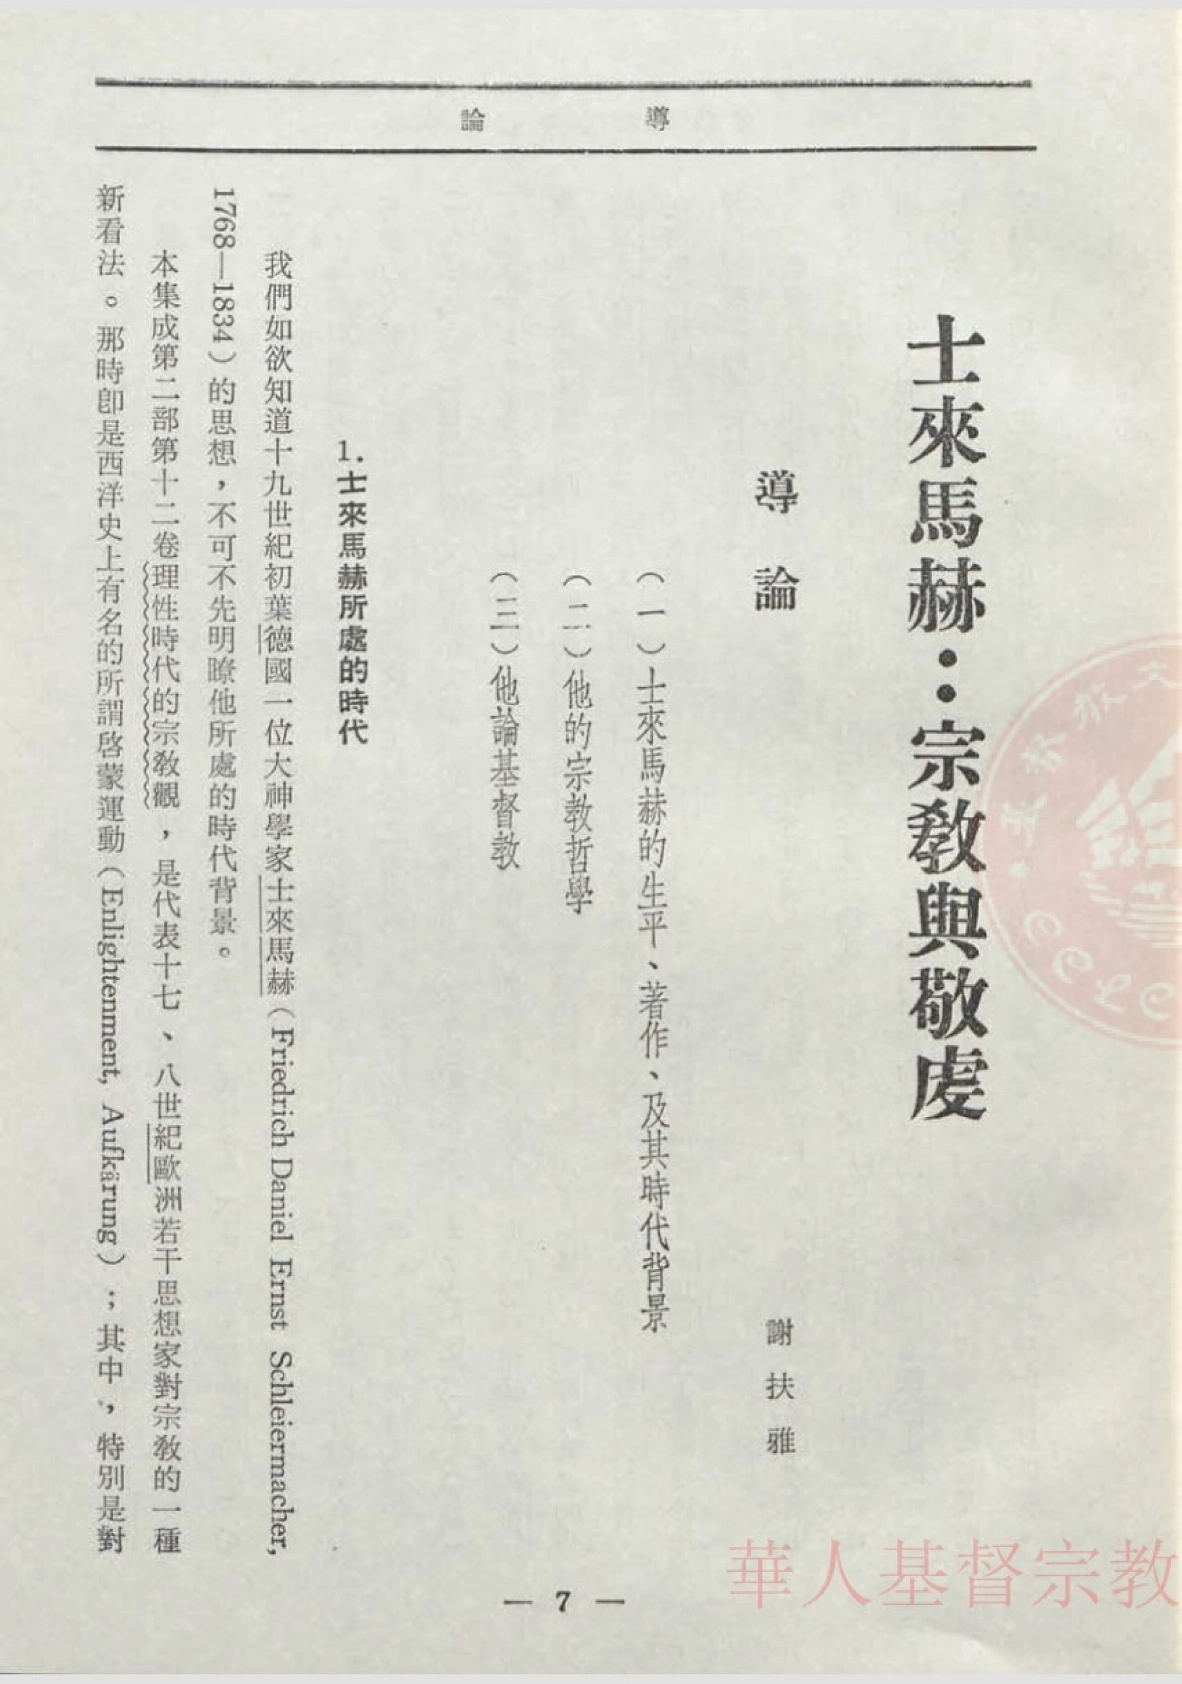 導論
士來馬赫：宗教與敬虔
導論
謝扶雅
（一）士來馬赫的生平、著作、及其時代背景
（二）他的宗教哲學
（三）他論基督教
1.士來馬赫所處的時代
我們如欲知道十九世紀初葉德國一位大神學家士來馬赫（Friedrich Daniel Ernst Schleiermacher,
1768—1834）的思想，不可不先明瞭他所處的時代背景。
本集成第二部第十二卷理性時代的宗教觀，是代表十七、八世紀歐洲若干思想家對宗教的一種
新看法。那時卽是西洋史上有名的所謂啓蒙運動（Enlightenment, Aufkärung）；其中，特別是對
— 7 —
華人基督宗教